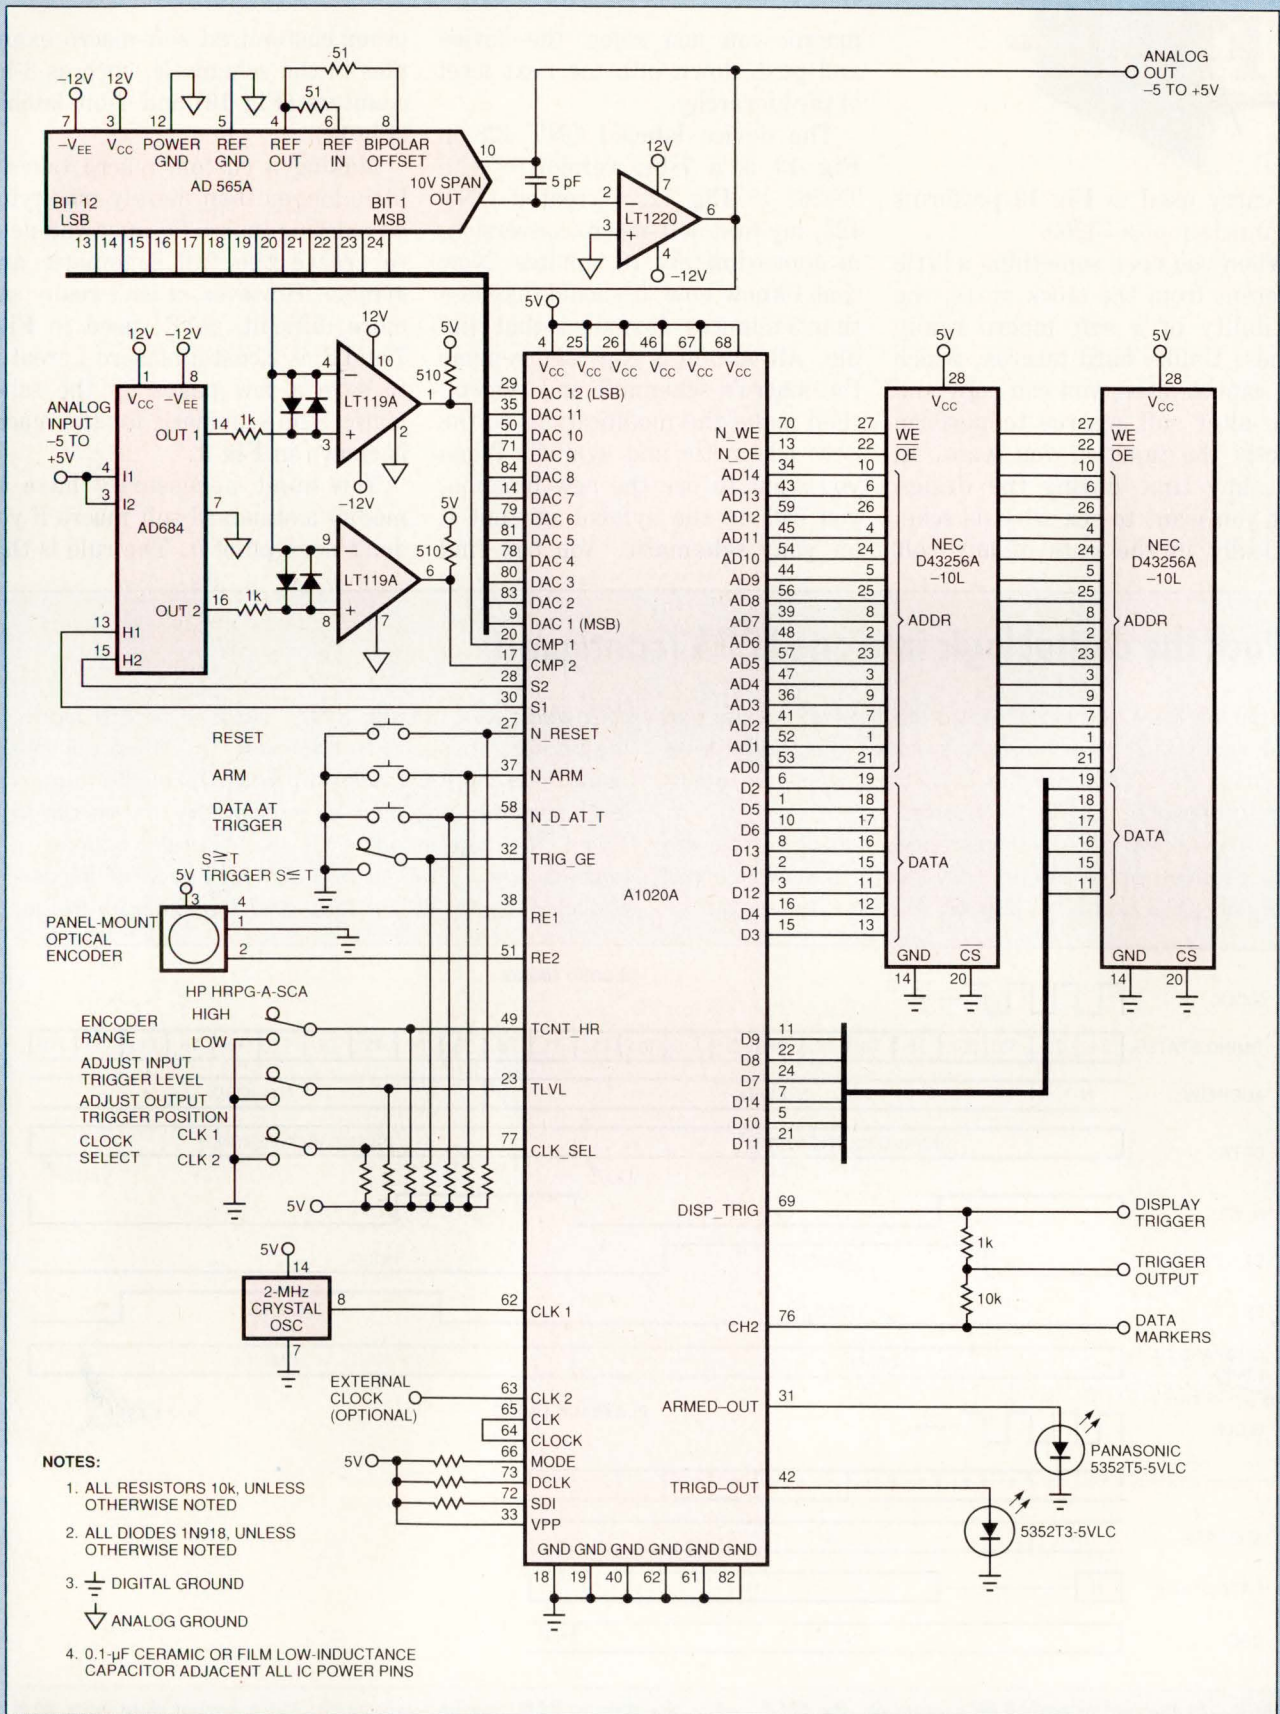 .51
51
-12V
12V
ANALOG
OUT
-5 TO +5V
7
3
12
5
4
6
8
-VEE
VCC
POWER
GND
REF
GND
REF
OUT
REF
IN
BIPOLAR
OFFSET
AD 565A
10V SPAN
OUT
10
BIT 12
LSB
BIT 1
MSB
13 14 15 16 17 18 19 20 21 22 23 24
5 pF
12V
7
2
−
LT1220
6
3
+
4
-12V
12V
-12V
1
8
VCC
-VEE
ANALOG
INPUT
-5 TO
+5V
4
I1
3
I2
AD684
OUT 1
14
1k
7
OUT 2
16
1k
13
H1
15
H2
12V
10
4
−
LT119A
1
3
+
2
-12V
5V
510
9
−
LT119A
6
8
+
7
5V
510
5V
4 25 26 46 67 68
VCC VCC VCC VCC VCC VCC
29 DAC 12 (LSB)
35 DAC 11
50 DAC 10
71 DAC 9
84 DAC 8
14 DAC 7
79 DAC 6
81 DAC 5
78 DAC 4
80 DAC 3
83 DAC 2
9 DAC 1 (MSB)
20 CMP 1
17 CMP 2
28 S2
30 S1
RESET
27 N_RESET
ARM
37 N_ARM
DATA AT
TRIGGER
58 N_D_AT_T
S≥T
TRIGGER S≤T
32 TRIG_GE
5V
3
PANEL-MOUNT
OPTICAL
ENCODER
4
1
2
38 RE1
51 RE2
HP HRPG-A-SCA
ENCODER
RANGE
HIGH
LOW
49 TCNT_HR
ADJUST INPUT
TRIGGER LEVEL
ADJUST OUTPUT
TRIGGER POSITION
23 TLVL
CLOCK
SELECT
CLK 1
CLK 2
77 CLK_SEL
5V
5V
14
2-MHz
CRYSTAL
OSC
8
7
62 CLK 1
EXTERNAL
CLOCK
(OPTIONAL)
63 CLK 2
65 CLK
64 CLOCK
5V
66 MODE
73 DCLK
72 SDI
33 VPP
A1020A
GND GND GND GND GND GND
18 19 40 62 61 82
N_WE 70 27
N_OE 13 22
AD14 34 10
AD13 43 6
AD12 59 26
AD11 45 4
AD10 54 24
AD9 44 5
AD8 56 25
AD7 39 8
AD6 48 2
AD5 57 23
AD4 47 3
AD3 36 9
AD2 41 7
AD1 52 1
AD0 53 21
D2 6 19
D5 1 18
D6 10 17
D13 8 16
D1 2 15
D12 3 11
D4 16 12
D3 15 13
5V
28
VCC
WE
OE
NEC
D43256A
-10L
ADDR
DATA
GND
CS
14
20
5V
28
VCC
27 WE
22 OE
10
6
26
4
24
5
25
8
2
23
3
9
7
1
21
19
18
17
16
15
11
NEC
D43256A
-10L
ADDR
DATA
GND
CS
14
20
D9 11
D8 22
D7 24
D14 7
D10 5
D11 21
DISP_TRIG 69
DISPLAY
TRIGGER
1k
TRIGGER
OUTPUT
10k
CH2 76
DATA
MARKERS
ARMED-OUT 31
PANASONIC
5352T5-5VLC
TRIGD-OUT 42
5352T3-5VLC
NOTES:
1. ALL RESISTORS 10k, UNLESS
OTHERWISE NOTED
2. ALL DIODES 1N918, UNLESS
OTHERWISE NOTED
3. DIGITAL GROUND
ANALOG GROUND
4. 0.1-µF CERAMIC OR FILM LOW-INDUCTANCE
CAPACITOR ADJACENT ALL IC POWER PINS